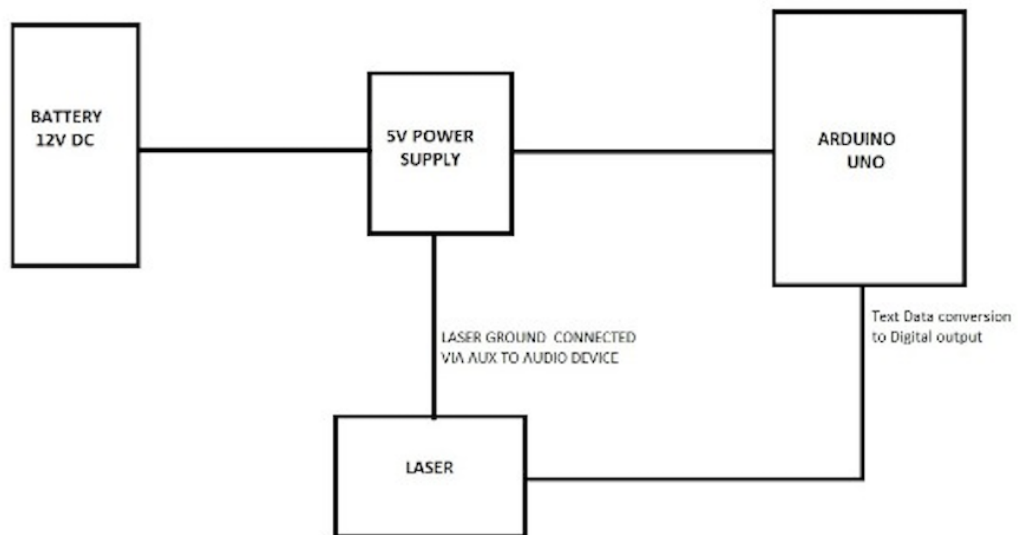 BATTERY
12V DC
5V POWER
SUPPLY
ARDUINO
UNO
LASER GROUND CONNECTED
VIA AUX TO AUDIO DEVICE
Text Data conversion
to Digital output
LASER